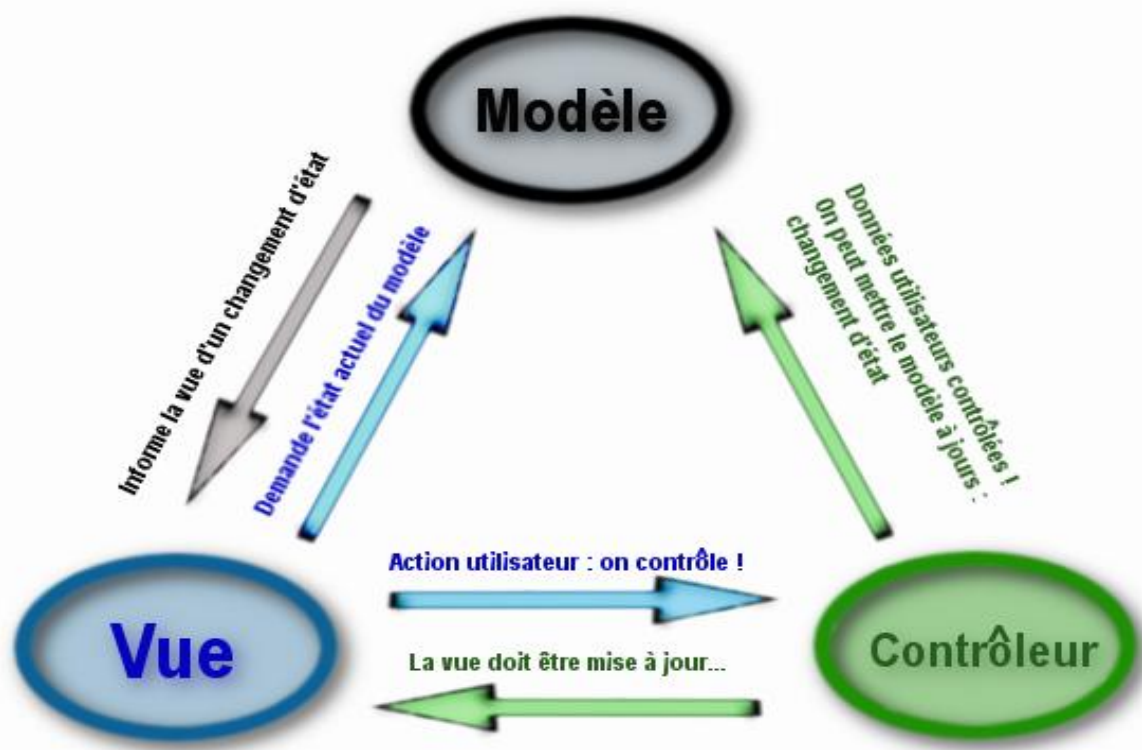 Modèle
Informe la vue d'un changement d'état
Demande l'état actuel du modèle
Données utilisateurs contrôlées !
On peut mettre le modèle à jours :
changement d'état
Action utilisateur : on contrôle !
Vue
La vue doit être mise à jour...
Contrôleur